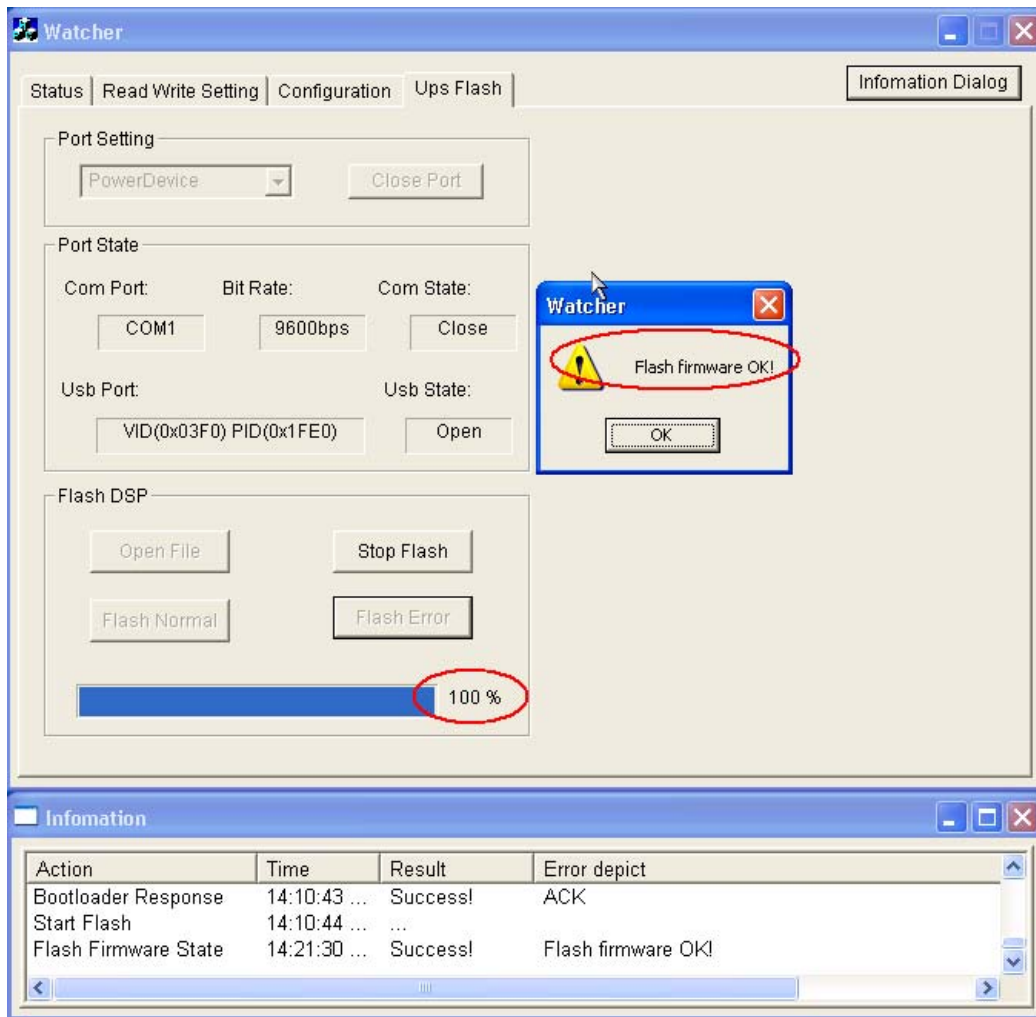 Watcher
Status Read Write Setting Configuration Ups Flash Infomation Dialog
Port Setting
PowerDevice Close Port
Port State
Com Port: Bit Rate: Com State:
COM1 9600bps Close
Usb Port: Usb State:
VID(0x03F0) PID(0x1FE0) Open
Watcher
Flash firmware OK!
OK
Flash DSP
Open File Stop Flash
Flash Normal Flash Error
100 %
Infomation
Action Time Result Error depict
Bootloader Response 14:10:43 ... Success! ACK
Start Flash 14:10:44 ... ...
Flash Firmware State 14:21:30 ... Success! Flash firmware OK!